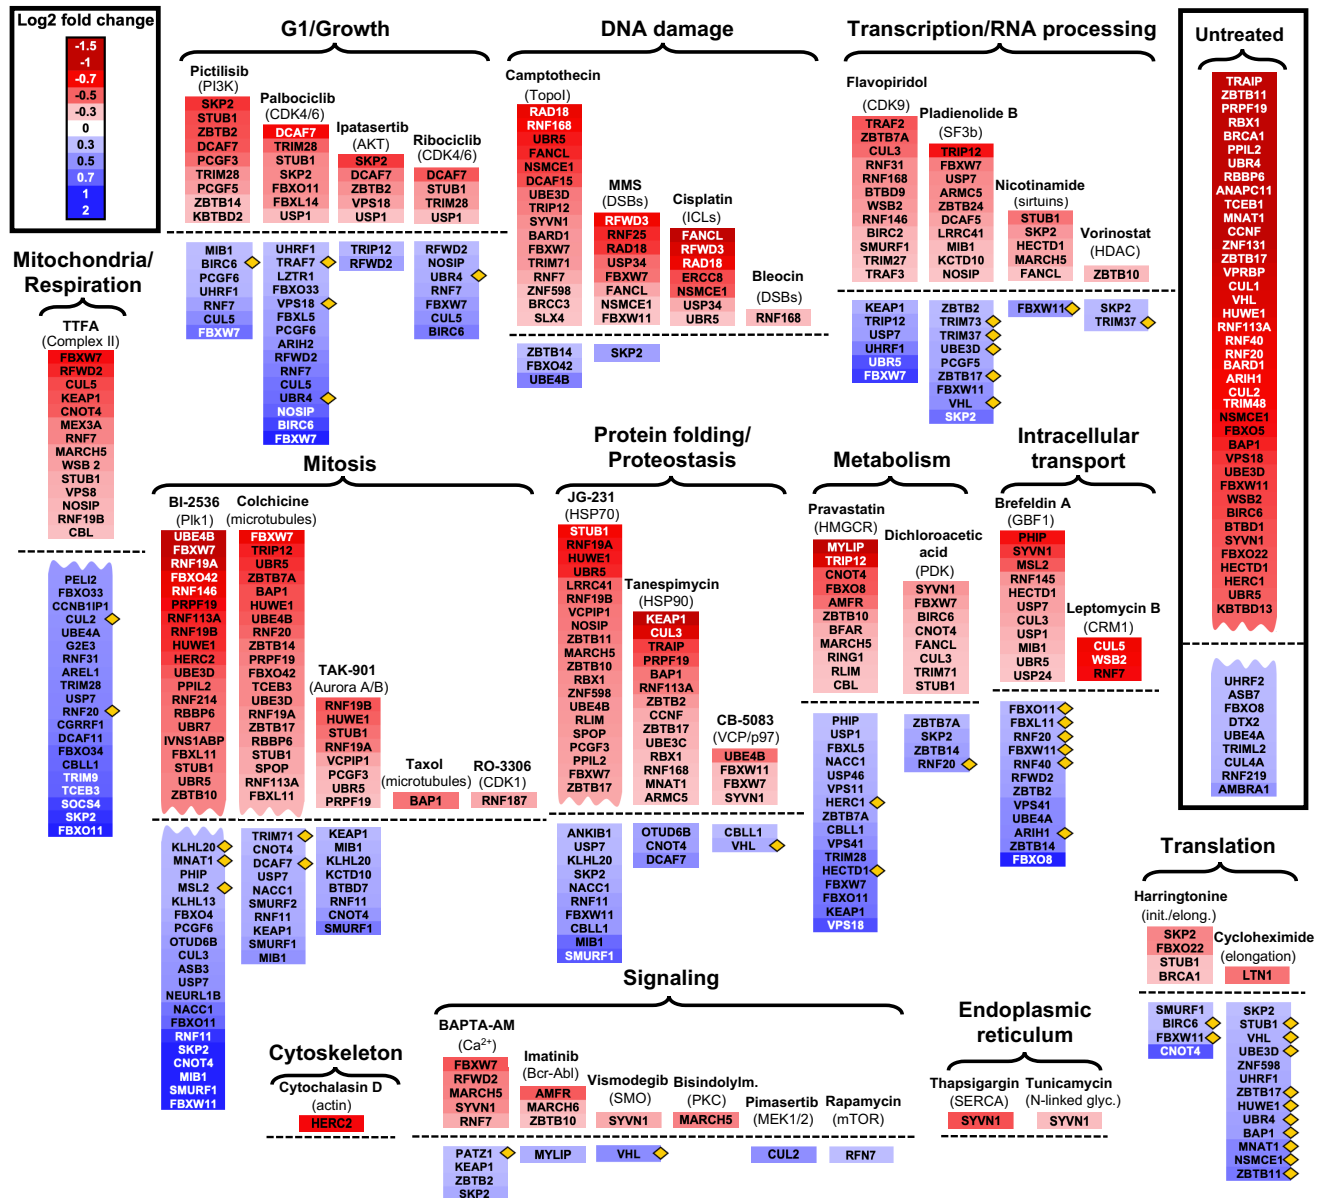 Log2 fold change
-1.5
-1
-0.7
-0.5
-0.3
0
0.3
0.5
0.7
1
2
G1/Growth
Pictilisib
(PI3K)
SKP2
STUB1
ZBTB2
DCAF7
PCGF3
TRIM28
PCGF5
ZBTB14
KBTBD2
MIB1
BIRC6
PCGF6
UHRF1
RNF7
CUL5
FBXW7
Palbociclib
(CDK4/6)
DCAF7
TRIM28
STUB1
SKP2
FBXO11
FBXL14
USP1
UHRF1
TRAF7
LZTR1
FBXO33
VPS18
FBXL5
PCGF6
ARIH2
RFWD2
RNF7
CUL5
UBR4
NOSIP
BIRC6
FBXW7
Ipatasertib
(AKT)
SKP2
DCAF7
ZBTB2
VPS18
USP1
TRIP12
RFWD2
Ribociclib
(CDK4/6)
DCAF7
STUB1
TRIM28
USP1
RFWD2
NOSIP
UBR4
RNF7
FBXW7
CUL5
BIRC6
DNA damage
Camptothecin
(TopoI)
RAD18
RNF168
UBR5
FANCL
NSMCE1
DCAF15
UBE3D
TRIP12
SYVN1
BARD1
FBXW7
TRIM71
RNF7
ZNF598
BRCC3
SLX4
ZBTB14
FBXO42
UBE4B
MMS
(DSBs)
RFWD3
RNF25
RAD18
USP34
FBXW7
FANCL
NSMCE1
FBXW11
SKP2
Cisplatin
(ICLs)
FANCL
RFWD3
RAD18
ERCC8
NSMCE1
USP34
UBR5
Bleocin
(DSBs)
RNF168
Transcription/RNA processing
Flavopiridol
(CDK9)
TRAF2
ZBTB7A
CUL3
RNF31
RNF168
BTBD9
WSB2
RNF146
BIRC2
SMURF1
TRIM27
TRAF3
KEAP1
TRIP12
USP7
UHRF1
UBR5
FBXW7
Pladienolide B
(SF3b)
TRIP12
FBXW7
USP7
ARMC5
ZBTB24
DCAF5
LRRC41
MIB1
KCTD10
NOSIP
ZBTB2
TRIM73
TRIM37
UBE3D
PCGF5
ZBTB17
FBXW11
VHL
SKP2
Nicotinamide
(sirtuns)
STUB1
SKP2
HECTD1
MARCH5
FANCL
FBXW11
Vorinostat
(HDAC)
ZBTB10
SKP2
TRIM37
Untreated
TRAIP
ZBTB11
PRPF19
RBX1
BRCA1
PPIL2
UBR4
RBBP6
ANAPC11
TCEB1
MNAT1
CCNF
ZNF131
ZBTB17
VPRBP
CUL1
VHL
HUWE1
RNF113A
RNF40
RNF20
BARD1
ARIH1
CUL2
TRIM48
NSMCE1
FBXO5
BAP1
VPS18
UBE3D
FBXW11
WSB2
BIRC6
BTBD1
SYVN1
FBXO22
HECTD1
HERC1
UBR5
KBTBD13
UHRF2
ASB7
FBXO8
DTX2
UBE4A
TRIML2
CUL4A
RNF219
AMBRA1
Mitochondria/
Respiration
TTFA
(Complex II)
FBXW7
RFWD2
CUL5
KEAP1
CNOT4
MEX3A
RNF7
MARCH5
WSB 2
STUB1
VPS8
NOSIP
RNF19B
CBL
PELI2
FBXO33
CCNB1IP1
CUL2
UBE4A
G2E3
RNF31
AREL1
TRIM28
USP7
RNF20
CGRRF1
DCAF11
FBXO34
CBLL1
TRIM9
TCEB3
SOCS4
SKP2
FBXO11
Mitosis
BI-2536
(Plk1)
UBE4B
FBXW7
RNF19A
FBXO42
RNF146
PRPF19
RNF113A
RNF19B
HUWE1
HERC2
UBE3D
PPIL2
RNF214
RBBP6
UBR7
IVNS1ABP
FBXL11
STUB1
UBR5
ZBTB10
KLHL20
MNAT1
PHIP
MSL2
KLHL13
FBXO4
PCGF6
OTUD6B
CUL3
ASB3
USP7
NEURL1B
NACC1
FBXO11
RNF11
SKP2
CNOT4
MIB1
SMURF1
FBXW11
Colchicine
(microtubules)
FBXW7
TRIP12
UBR5
ZBTB7A
BAP1
HUWE1
UBE4B
RNF20
ZBTB14
PRPF19
FBXO42
TCEB3
UBE3D
RNF19A
ZBTB17
RBBP6
STUB1
SPOP
RNF113A
FBXL11
TRIM71
CNOT4
DCAF7
USP7
NACC1
SMURF2
RNF11
KEAP1
SMURF1
MIB1
TAK-901
(Aurora A/B)
RNF19B
HUWE1
STUB1
RNF19A
VCPIP1
PCGF3
UBR5
PRPF19
KEAP1
MIB1
KLHL20
KCTD10
BTBD7
RNF11
CNOT4
SMURF1
Taxol
(microtubules)
BAP1
RO-3306
(CDK1)
RNF187
Protein folding/
Proteostasis
JG-231
(HSP70)
STUB1
RNF19A
HUWE1
UBR5
LRRC41
RNF19B
VCPIP1
NOSIP
ZBTB11
MARCH5
ZBTB10
RBX1
ZNF598
UBE4B
RLIM
SPOP
PCGF3
PPIL2
FBXW7
ZBTB17
ANKIB1
USP7
KLHL20
SKP2
NACC1
RNF11
FBXW11
CBLL1
MIB1
SMURF1
Tanespimycin
(HSP90)
KEAP1
CUL3
TRAIP
PRPF19
BAP1
RNF113A
ZBTB2
CCNF
ZBTB17
UBE3C
RBX1
RNF168
MNAT1
ARMC5
OTUD6B
CNOT4
DCAF7
CB-5083
(VCP/p97)
UBE4B
FBXW11
FBXW7
SYVN1
CBLL1
VHL
Metabolism
Pravastatin
(HMGCR)
MYLIP
TRIP12
CNOT4
FBXO8
AMFR
ZBTB10
BFAR
MARCH5
RING1
RLIM
CBL
PHIP
USP1
FBXL5
NACC1
USP46
VPS11
HERC1
ZBTB7A
CBLL1
VPS41
TRIM28
HECTD1
FBXW7
FBXO11
KEAP1
VPS18
Dichloroacetic
acid
(PDK)
SYVN1
FBXW7
BIRC6
CNOT4
FANCL
CUL3
TRIM71
STUB1
ZBTB7A
SKP2
ZBTB14
RNF20
Intracellular
transport
Brefeldin A
(GBF1)
PHIP
SYVN1
MSL2
RNF145
HECTD1
USP7
CUL3
USP1
MIB1
UBR5
USP24
FBXO11
FBXL11
RNF20
FBXW11
RNF40
RFWD2
ZBTB2
VPS41
UBE4A
ARIH1
ZBTB14
FBXO8
Leptomycin B
(CRM1)
CUL5
WSB2
RNF7
Translation
Harringtonine
(init./elong.)
SKP2
FBXO22
STUB1
BRCA1
SMURF1
BIRC6
FBXW11
CNOT4
Cycloheximide
(elongation)
LTN1
SKP2
STUB1
VHL
UBE3D
ZNF598
UHRF1
ZBTB17
HUWE1
UBR4
BAP1
MNAT1
NSMCE1
ZBTB11
Cytoskeleton
Cytochalasin D
(actin)
HERC2
Signaling
BAPTA-AM
(Ca²⁺)
FBXW7
RFWD2
MARCH5
SYVN1
RNF7
PATZ1
KEAP1
ZBTB2
SKP2
Imatinib
(Bcr-Abl)
AMFR
MARCH6
ZBTB10
MYLIP
Vismodegib
(SMO)
SYVN1
VHL
Bisindolylm.
(PKC)
MARCH5
Pimasertib
(MEK1/2)
CUL2
Rapamycin
(mTOR)
RFN7
Endoplasmic
reticulum
Thapsigargin
(SERCA)
SYVN1
Tunicamycin
(N-linked glyc.)
SYVN1